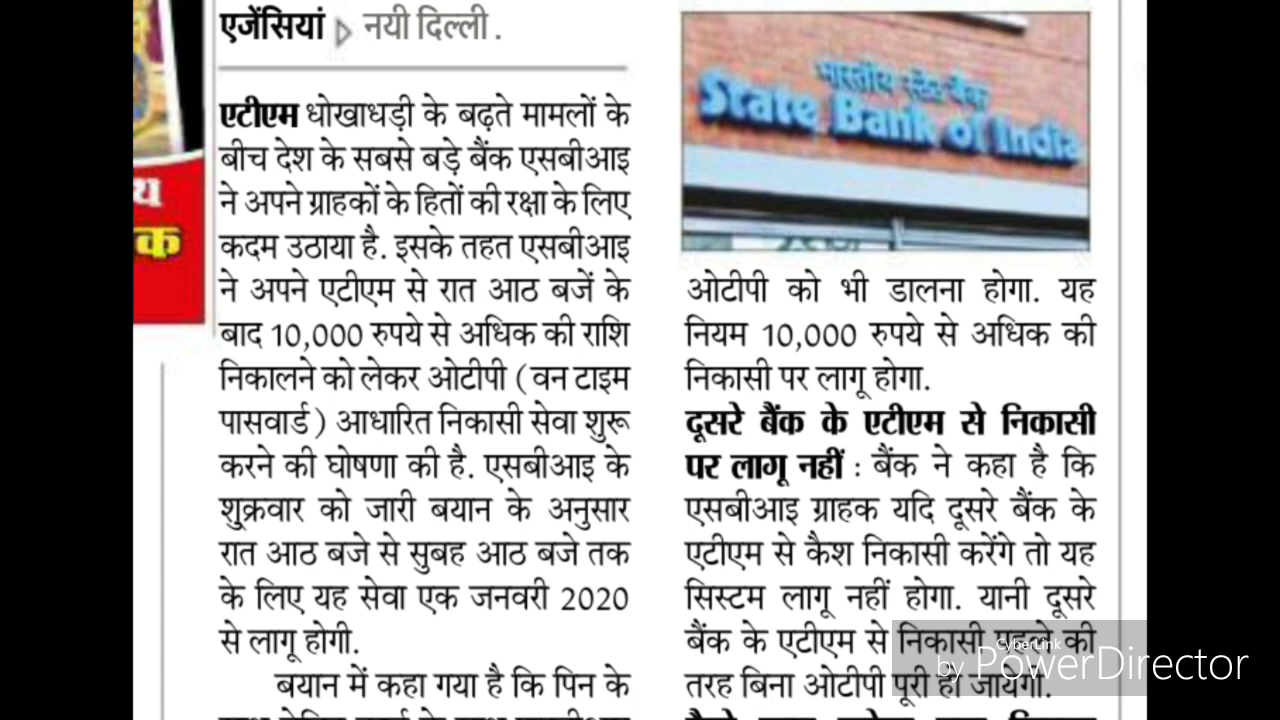 य
क
एजेंसियां ▷ नयी दिल्ली.
एटीएम धोखाधड़ी के बढ़ते मामलों के
बीच देश के सबसे बड़े बैंक एसबीआइ
ने अपने ग्राहकों के हितों की रक्षा के लिए
कदम उठाया है. इसके तहत एसबीआइ
ने अपने एटीएम से रात आठ बजें के
बाद 10,000 रुपये से अधिक की राशि
निकालने को लेकर ओटीपी (वन टाइम
पासवार्ड) आधारित निकासी सेवा शुरू
करने की घोषणा की है. एसबीआइ के
शुक्रवार को जारी बयान के अनुसार
रात आठ बजे से सुबह आठ बजे तक
के लिए यह सेवा एक जनवरी 2020
से लागू होगी.
बयान में कहा गया है कि पिन के
भारतीय स्टेट बैंक
State Bank of India
ओटीपी को भी डालना होगा. यह
नियम 10,000 रुपये से अधिक की
निकासी पर लागू होगा.
दूसरे बैंक के एटीएम से निकासी
पर लागू नहीं : बैंक ने कहा है कि
एसबीआइ ग्राहक यदि दूसरे बैंक के
एटीएम से कैश निकासी करेंगे तो यह
सिस्टम लागू नहीं होगा. यानी दूसरे
बैंक के एटीएम से निकासी पहले की
तरह बिना ओटीपी पूरी हो जायेगी.
CyberLink
by PowerDirector